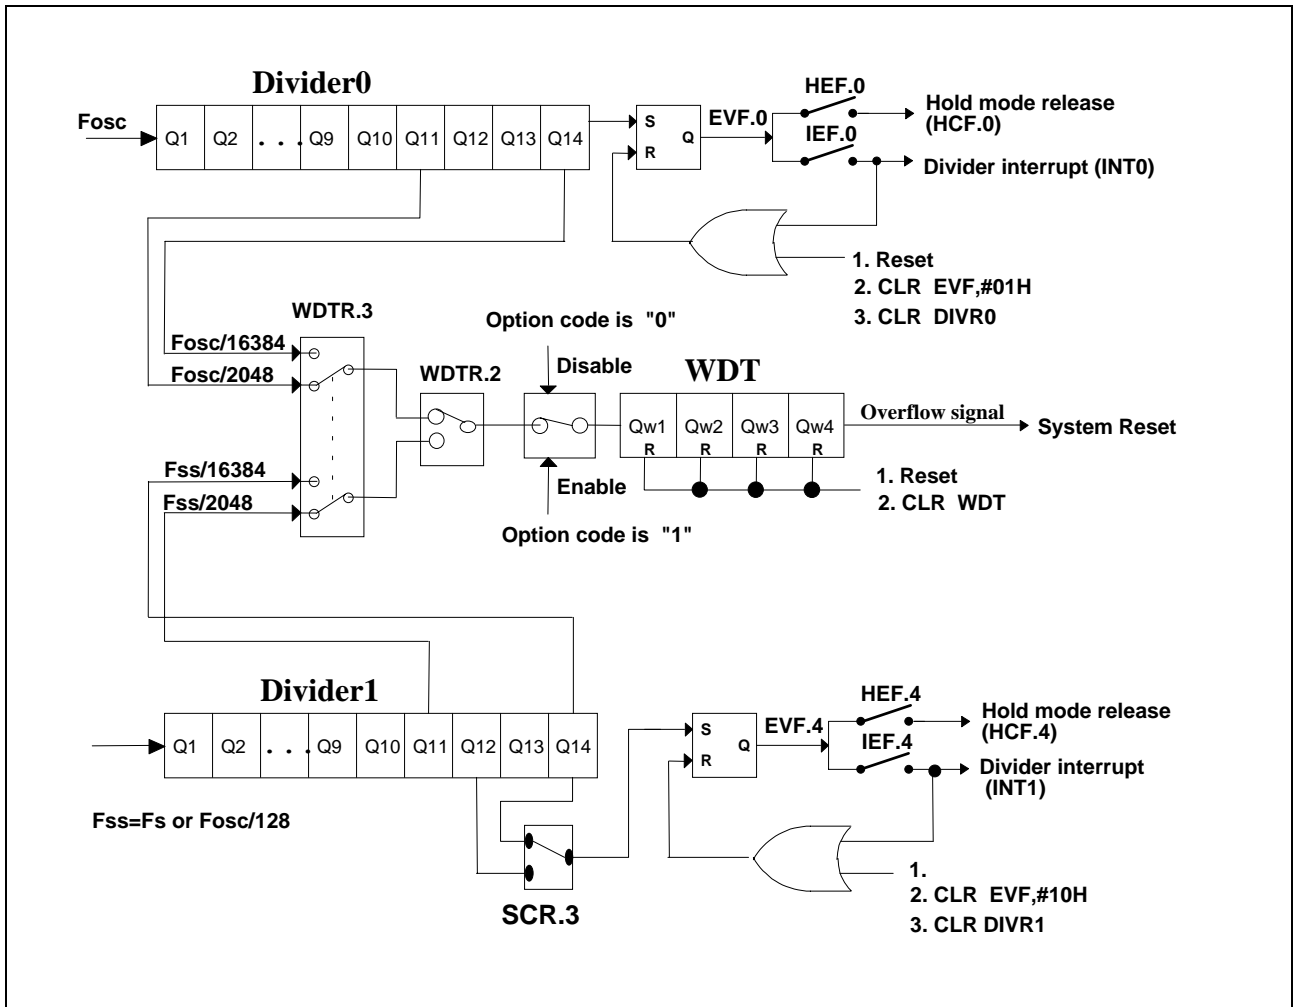 Divider0
Fosc
Q1 Q2 . . . Q9 Q10 Q11 Q12 Q13 Q14
S
R
Q
EVF.0
HEF.0
IEF.0
Hold mode release
(HCF.0)
Divider interrupt (INT0)
1. Reset
2. CLR EVF,#01H
3. CLR DIVR0
WDTR.3
Fosc/16384
Fosc/2048
Fss/16384
Fss/2048
WDTR.2
Option code is "0"
Disable
Enable
Option code is "1"
WDT
Qw1 Qw2 Qw3 Qw4
R R R R
Overflow signal
System Reset
1. Reset
2. CLR WDT
Divider1
Q1 Q2 . . . Q9 Q10 Q11 Q12 Q13 Q14
Fss=Fs or Fosc/128
SCR.3
S
R
Q
EVF.4
HEF.4
IEF.4
Hold mode release
(HCF.4)
Divider interrupt
(INT1)
1.
2. CLR EVF,#10H
3. CLR DIVR1